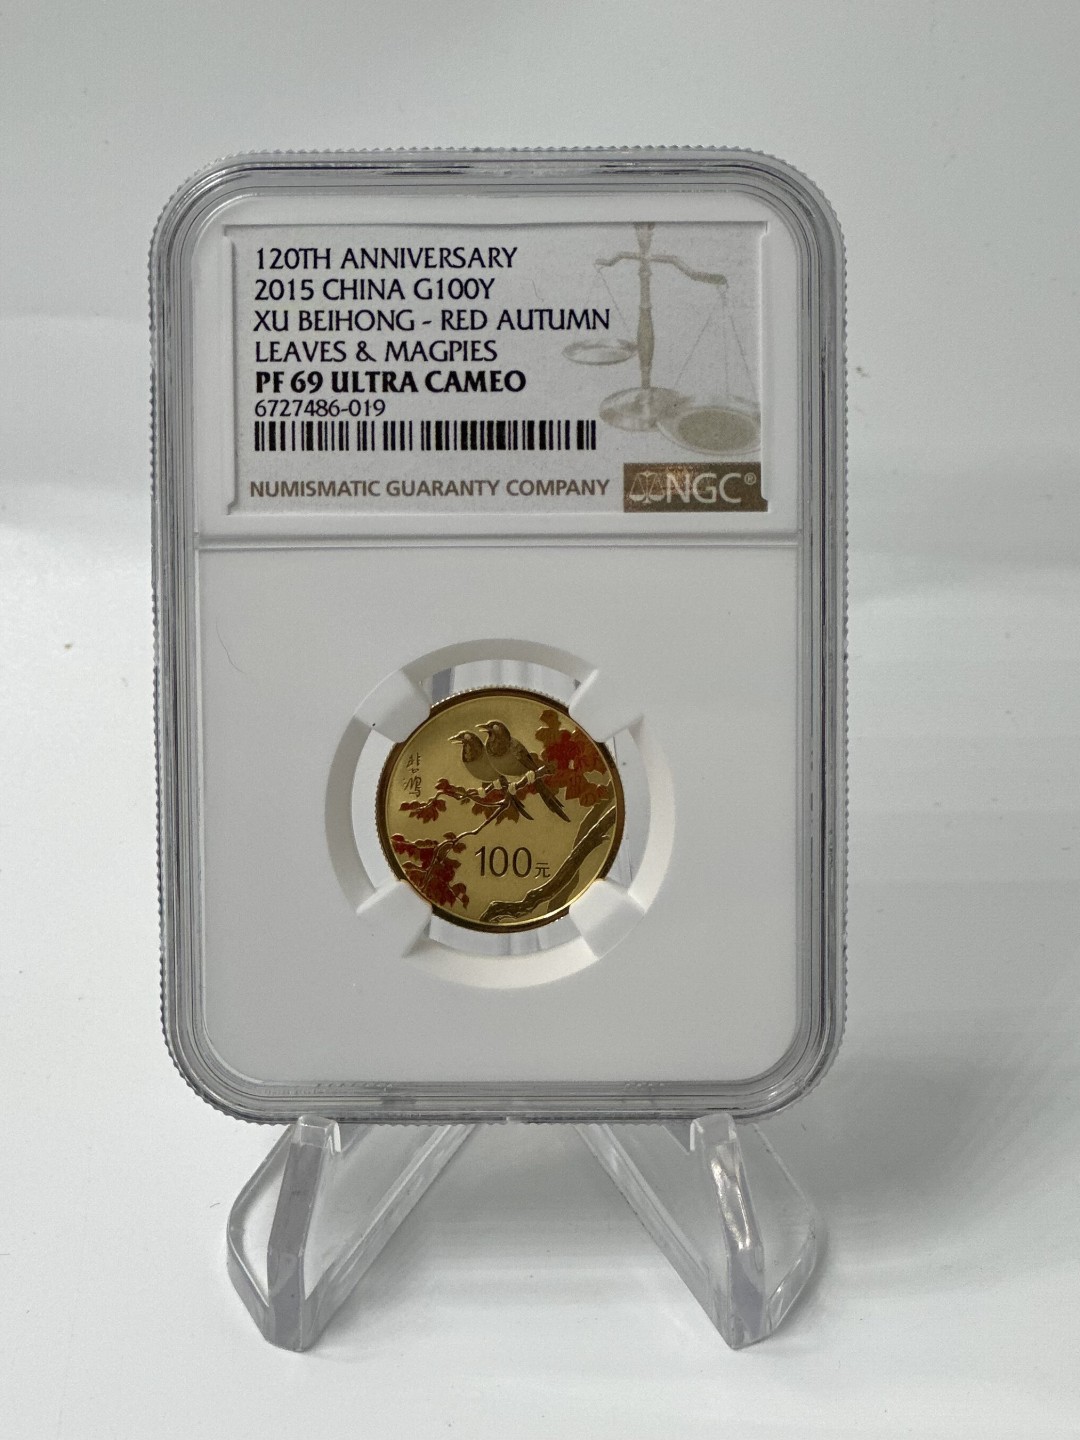 120TH ANNIVERSARY
2015 CHINA G100Y
XU BEIHONG - RED AUTUMN
LEAVES & MAGPIES
PF 69 ULTRA CAMEO
6727486-019
NUMISMATIC GUARANTY COMPANY NGC®
悲鴻
100元